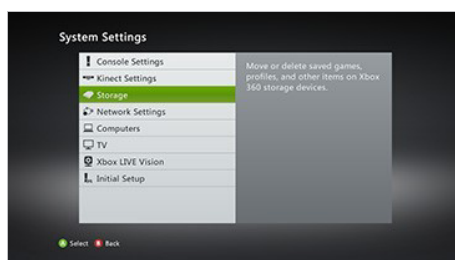 System Settings
Console Settings
Kinect Settings
Storage
Network Settings
Computers
TV
Xbox LIVE Vision
Initial Setup
Move or delete saved games,
profiles, and other items on Xbox
360 storage devices.
A Select B Back